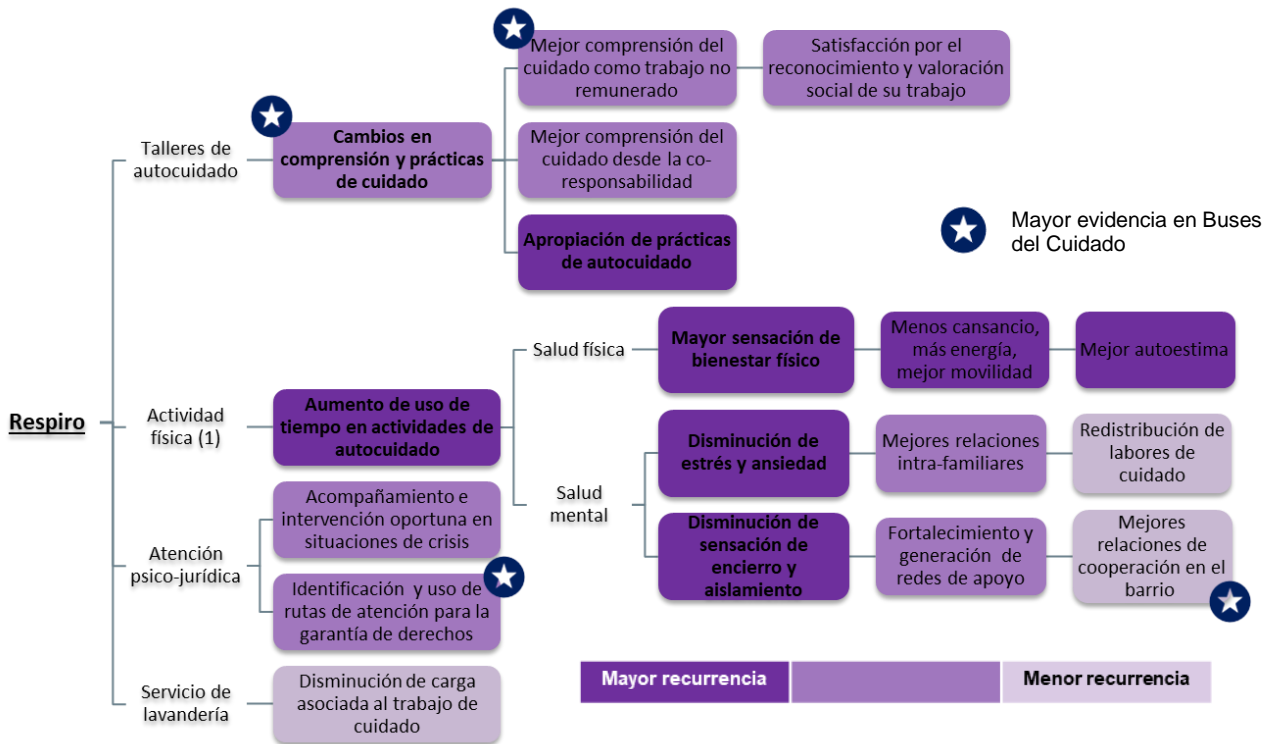 Mejor comprensión del
cuidado como trabajo no
remunerado
Satisfacción por el
reconocimiento y valoración
social de su trabajo
Talleres de
autocuidado
Cambios en
comprensión y prácticas
de cuidado
Mejor comprensión del
cuidado desde la co-
responsabilidad
Apropiación de prácticas
de autocuidado
Mayor evidencia en Buses
del Cuidado
Respiro
Actividad
física (1)
Aumento de uso de
tiempo en actividades de
autocuidado
Salud física
Mayor sensación de
bienestar físico
Menos cansancio,
más energía,
mejor movilidad
Mejor autoestima
Salud
mental
Disminución de
estrés y ansiedad
Mejores relaciones
intra-familiares
Redistribución de
labores de
cuidado
Disminución de
sensación de
encierro y
aislamiento
Fortalecimiento y
generación de
redes de apoyo
Mejores
relaciones de
cooperación en el
barrio
Atención
psico-jurídica
Acompañamiento e
intervención oportuna en
situaciones de crisis
Identificación y uso de
rutas de atención para la
garantía de derechos
Servicio de
lavandería
Disminución de carga
asociada al trabajo de
cuidado
Mayor recurrencia
Menor recurrencia